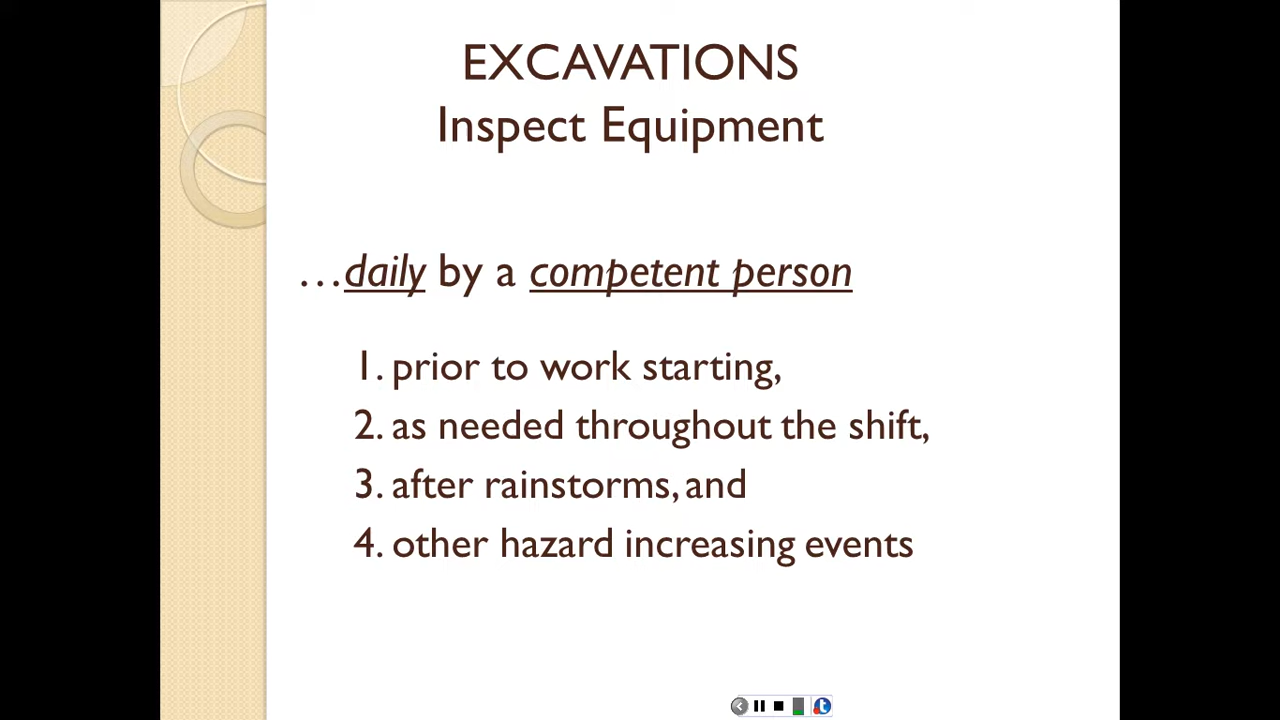 EXCAVATIONS
Inspect Equipment
…daily by a competent person
1. prior to work starting,
2. as needed throughout the shift,
3. after rainstorms, and
4. other hazard increasing events
t